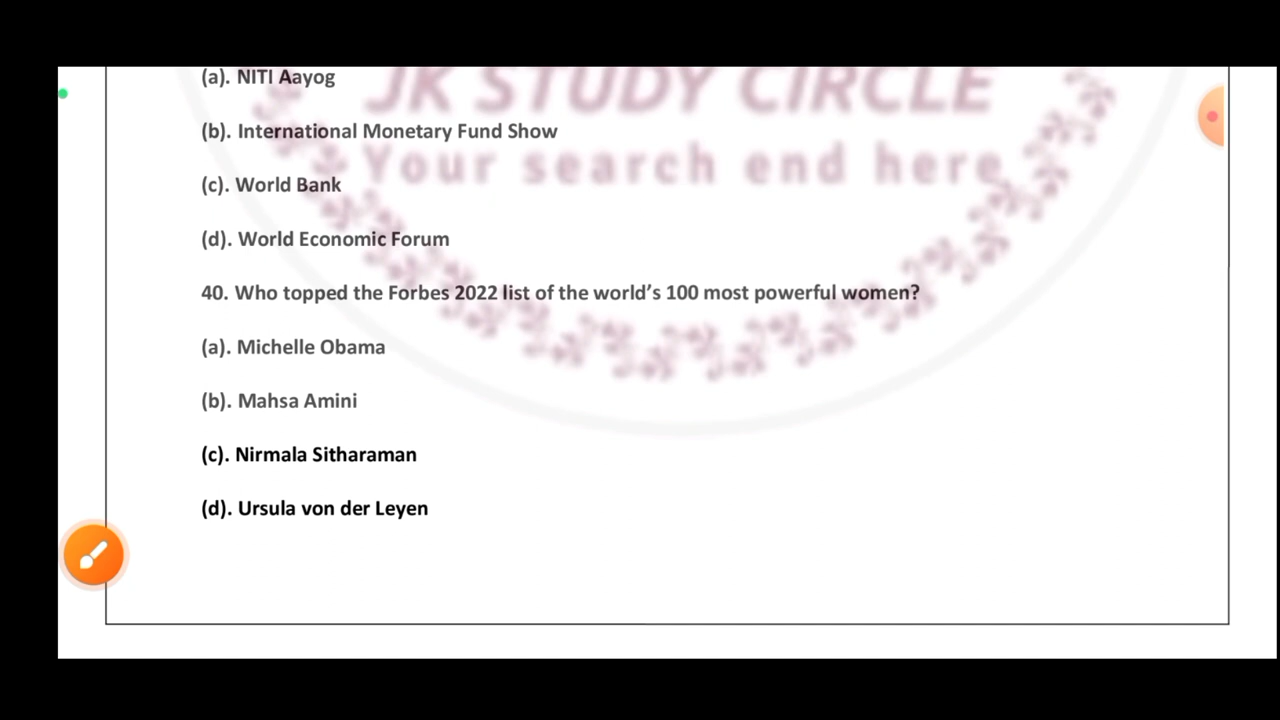 (a). NITI Aayog
JK STUDY CIRCLE
(b). International Monetary Fund Show
Your search end here
(c). World Bank
(d). World Economic Forum
40. Who topped the Forbes 2022 list of the world’s 100 most powerful women?
(a). Michelle Obama
(b). Mahsa Amini
(c). Nirmala Sitharaman
(d). Ursula von der Leyen